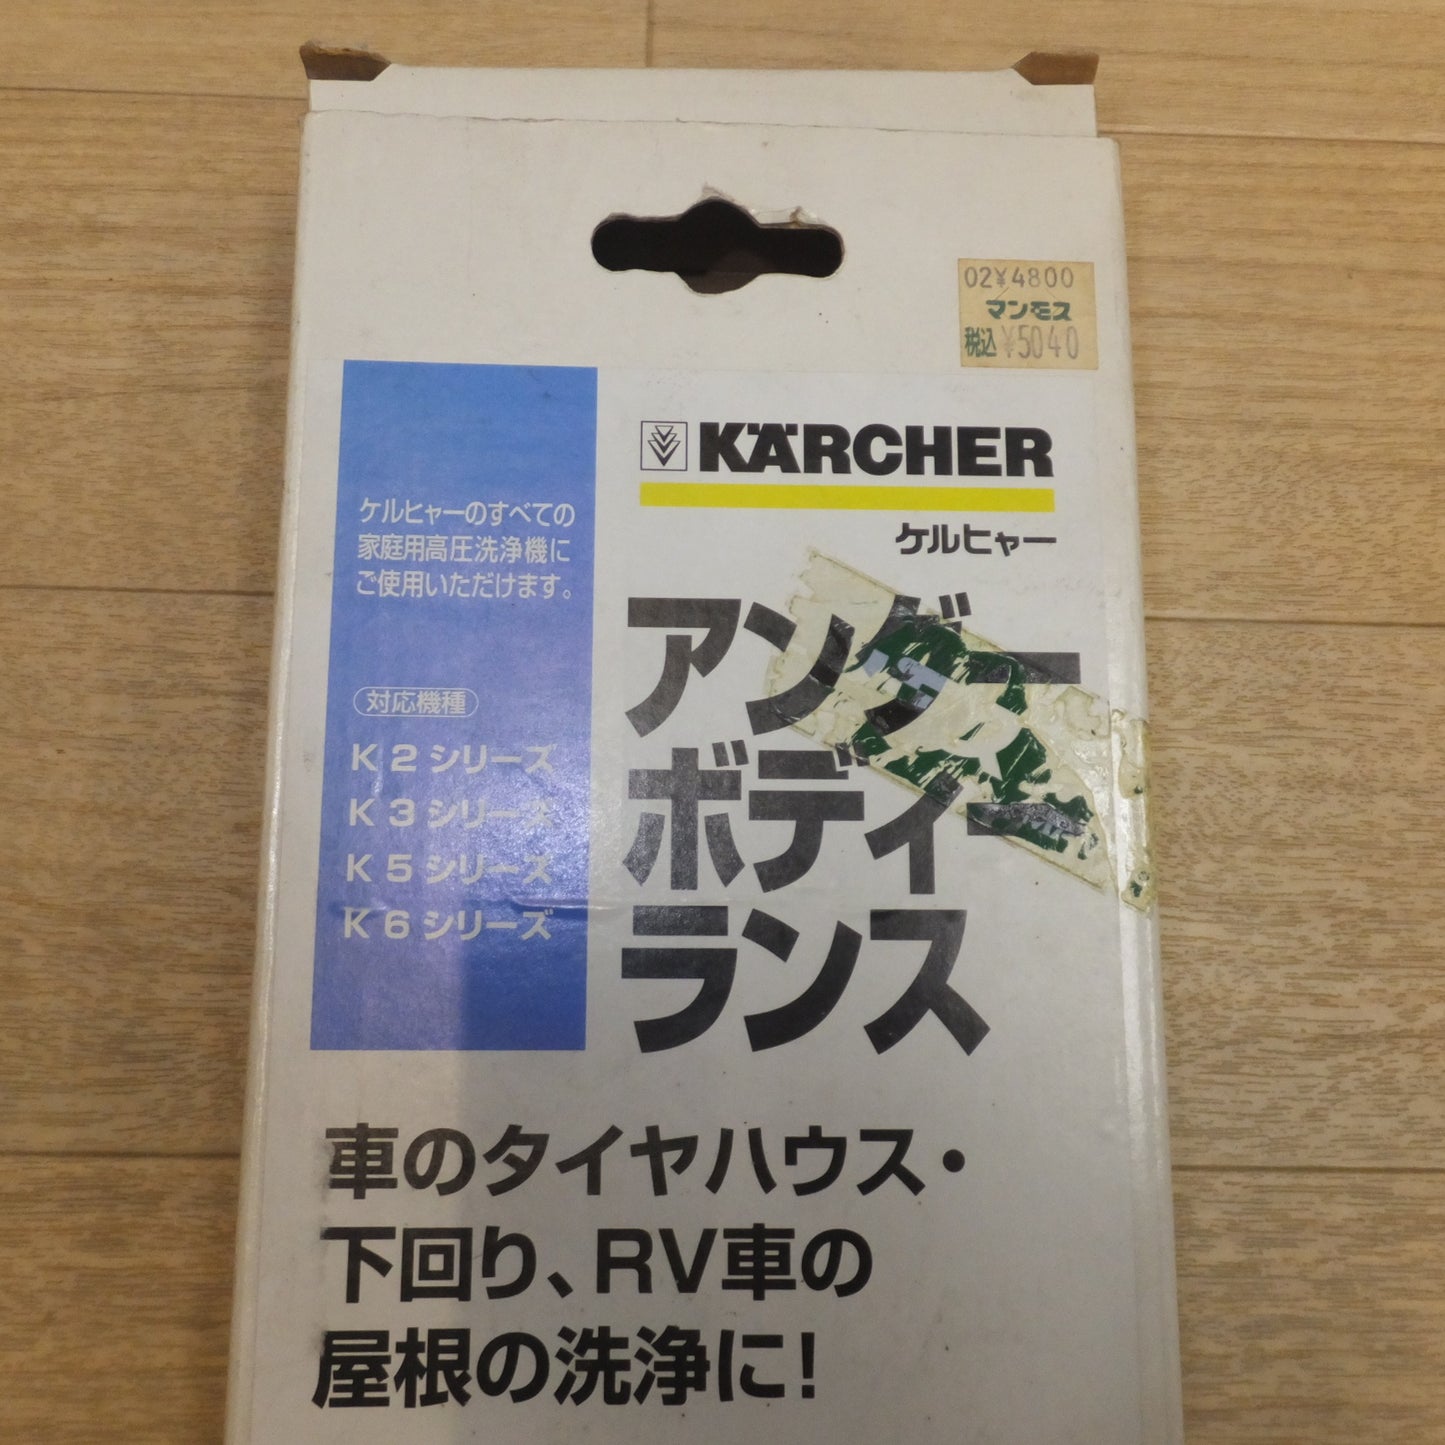 02¥4800
マンモス
税込¥5040
KÄRCHER
ケルヒャー
ケルヒャーのすべての
家庭用高圧洗浄機に
ご使用いただけます。
対応機種
K2シリーズ
K3シリーズ
K5シリーズ
K6シリーズ
アンダー
ボディー
ランス
車のタイヤハウス・
下回り、RV車の
屋根の洗浄に!